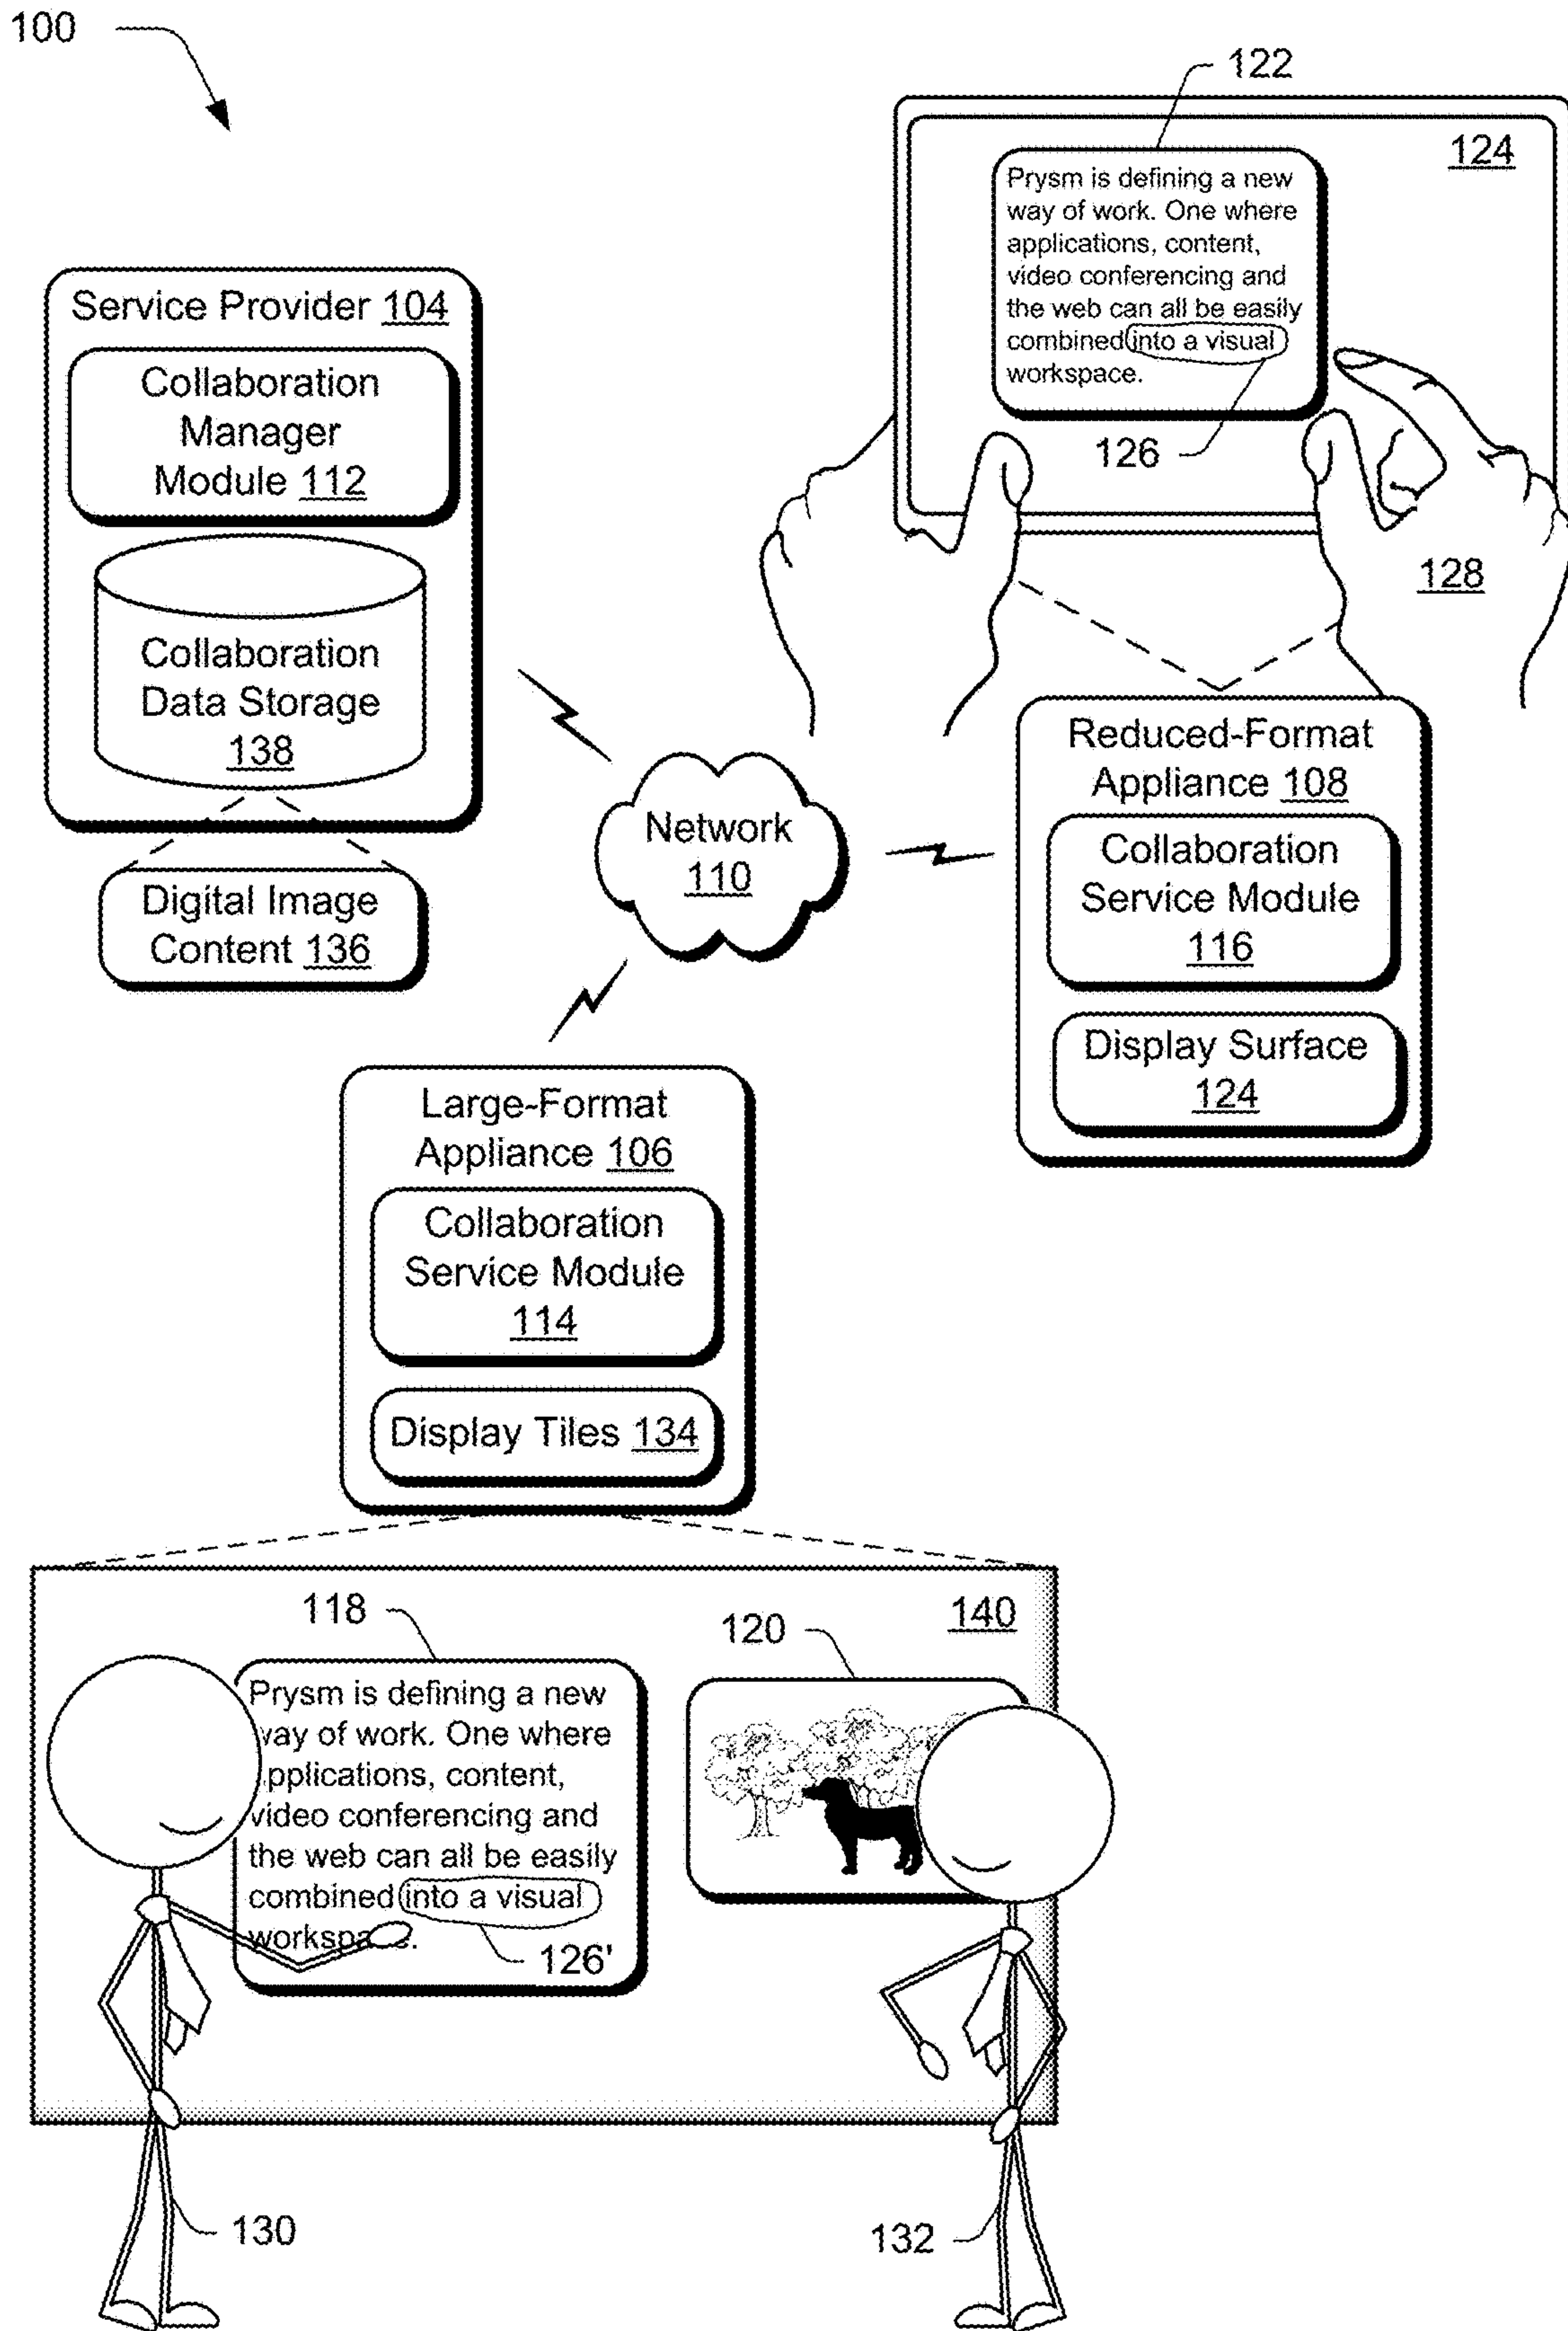 100
122
124
Prysm is defining a new
way of work. One where
applications, content,
video conferencing and
the web can all be easily
combined into a visual
workspace.
126
128
Service Provider 104
Collaboration
Manager
Module 112
Collaboration
Data Storage
138
Digital Image
Content 136
Network
110
Reduced-Format
Appliance 108
Collaboration
Service Module
116
Display Surface
124
Large-Format
Appliance 106
Collaboration
Service Module
114
Display Tiles 134
118
120
140
Prysm is defining a new
way of work. One where
applications, content,
video conferencing and
the web can all be easily
combined into a visual
workspace.
126'
130
132